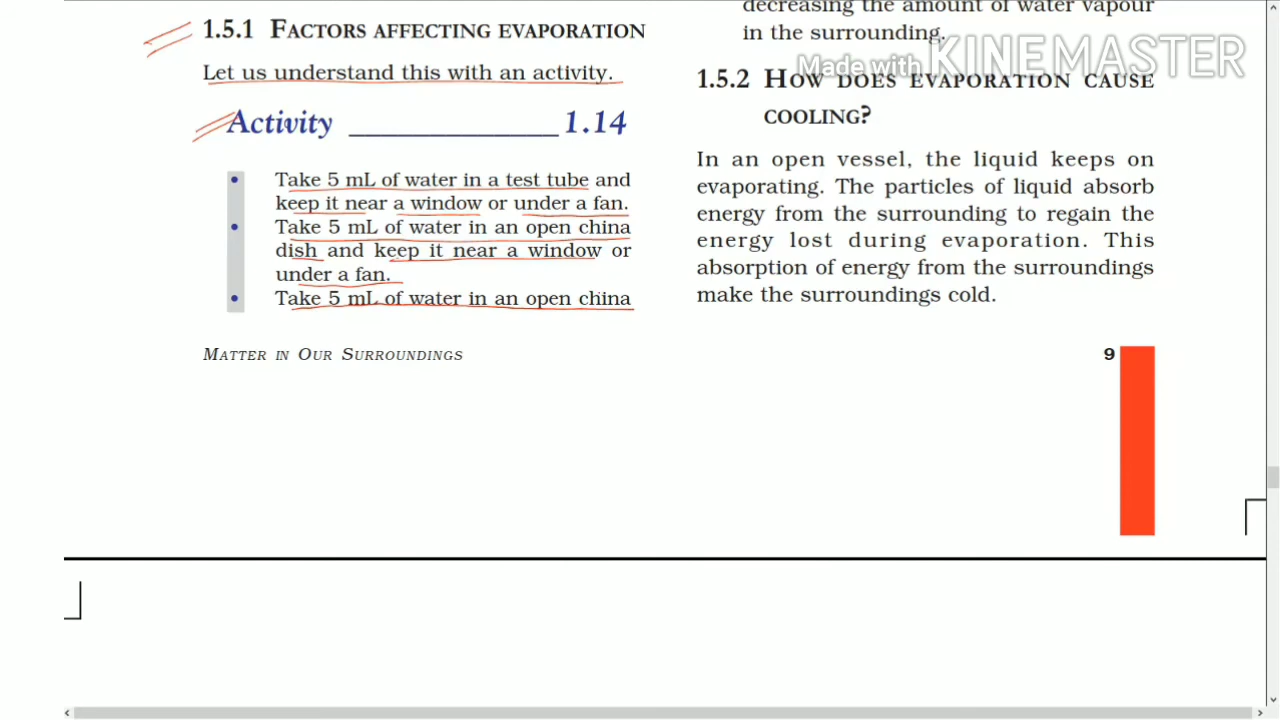 1.5.1 FACTORS AFFECTING EVAPORATION
Let us understand this with an activity.
Activity ______________ 1.14
• Take 5 mL of water in a test tube and
keep it near a window or under a fan.
• Take 5 mL of water in an open china
dish and keep it near a window or
under a fan.
• Take 5 mL of water in an open china
MATTER IN OUR SURROUNDINGS
decreasing the amount of water vapour
in the surrounding.
Made with KINEMASTER
1.5.2 HOW DOES EVAPORATION CAUSE
COOLING?
In an open vessel, the liquid keeps on
evaporating. The particles of liquid absorb
energy from the surrounding to regain the
energy lost during evaporation. This
absorption of energy from the surroundings
make the surroundings cold.
9